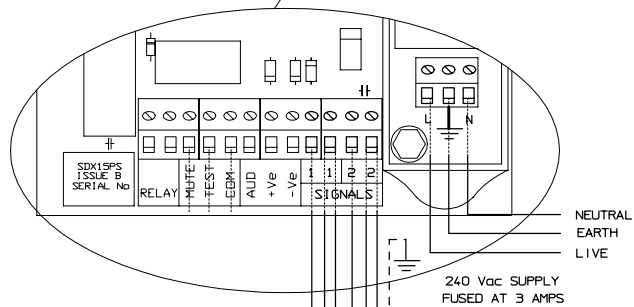 L N
SDX15PS
ISSUE B
SERIAL No
RELAY MUTE TEST COM AUD +Ve -Ve 1 1 2 2
SIGNALS
NEUTRAL
EARTH
LIVE
240 Vac SUPPLY
FUSED AT 3 AMPS